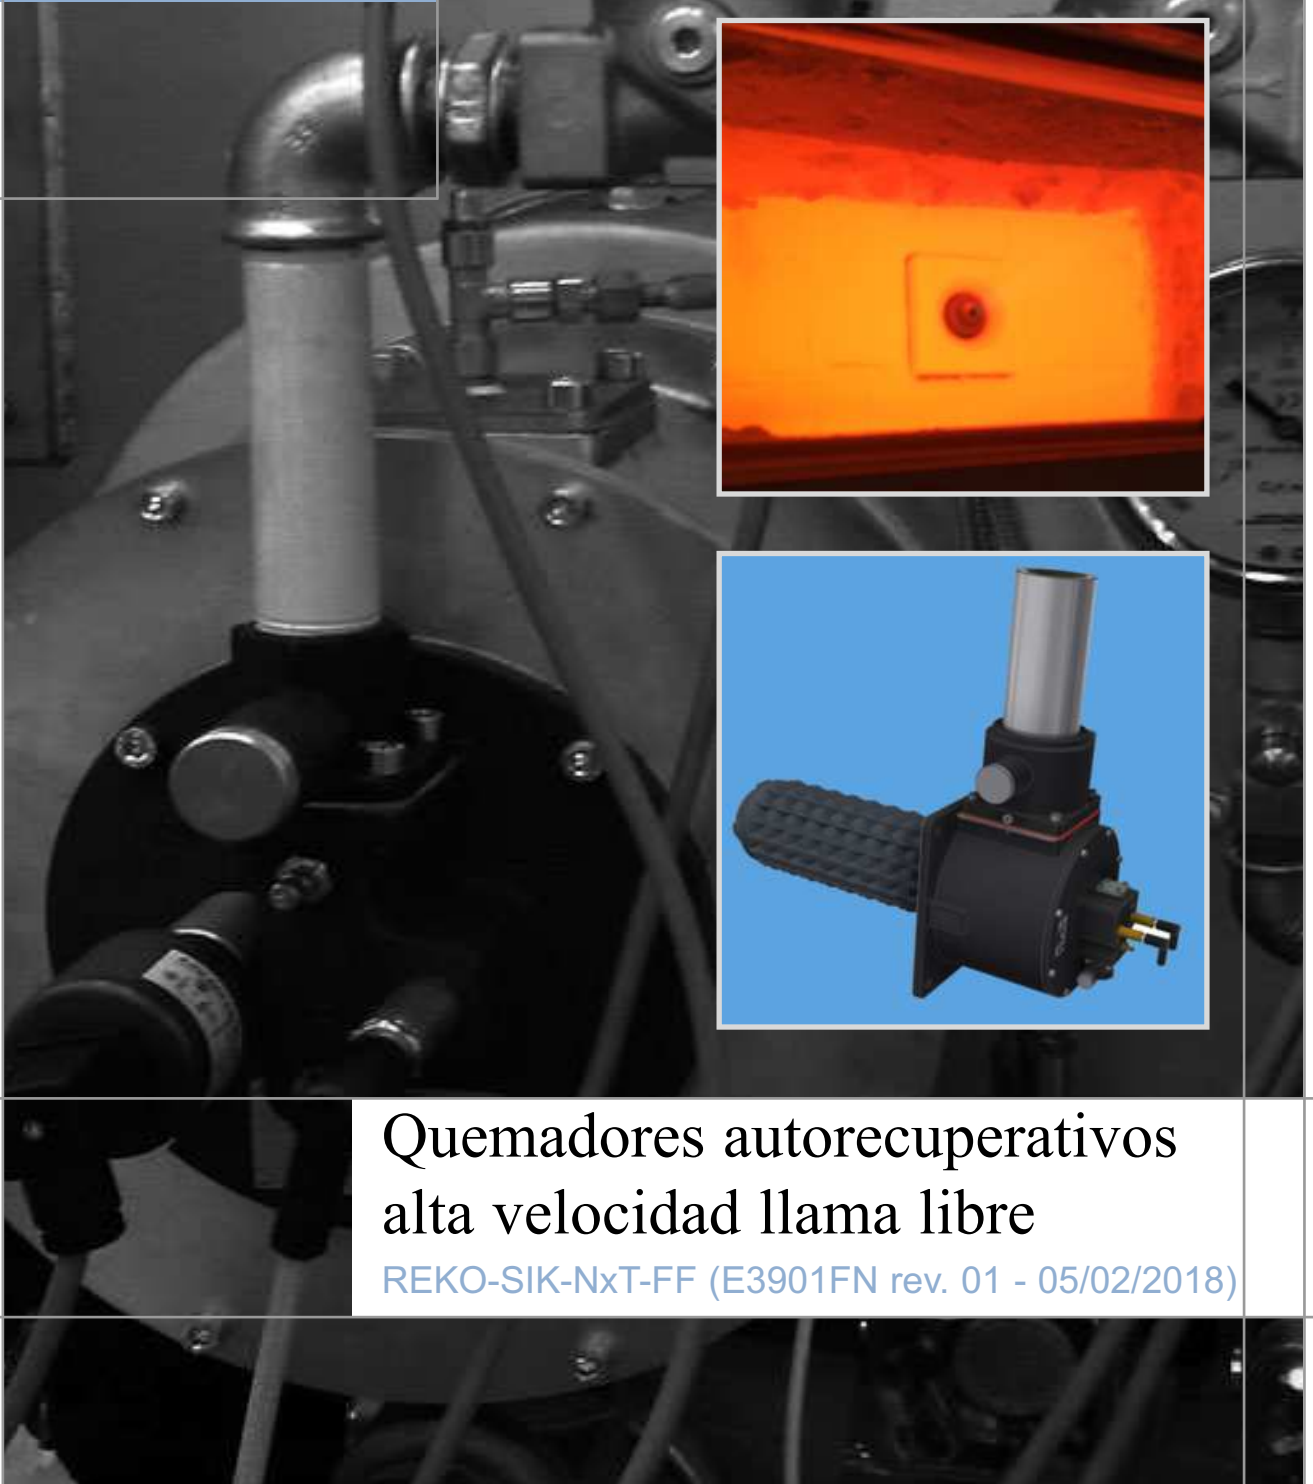 Quemadores autorecuperativos
alta velocidad llama libre
REKO-SIK-NxT-FF (E3901FN rev. 01 - 05/02/2018)